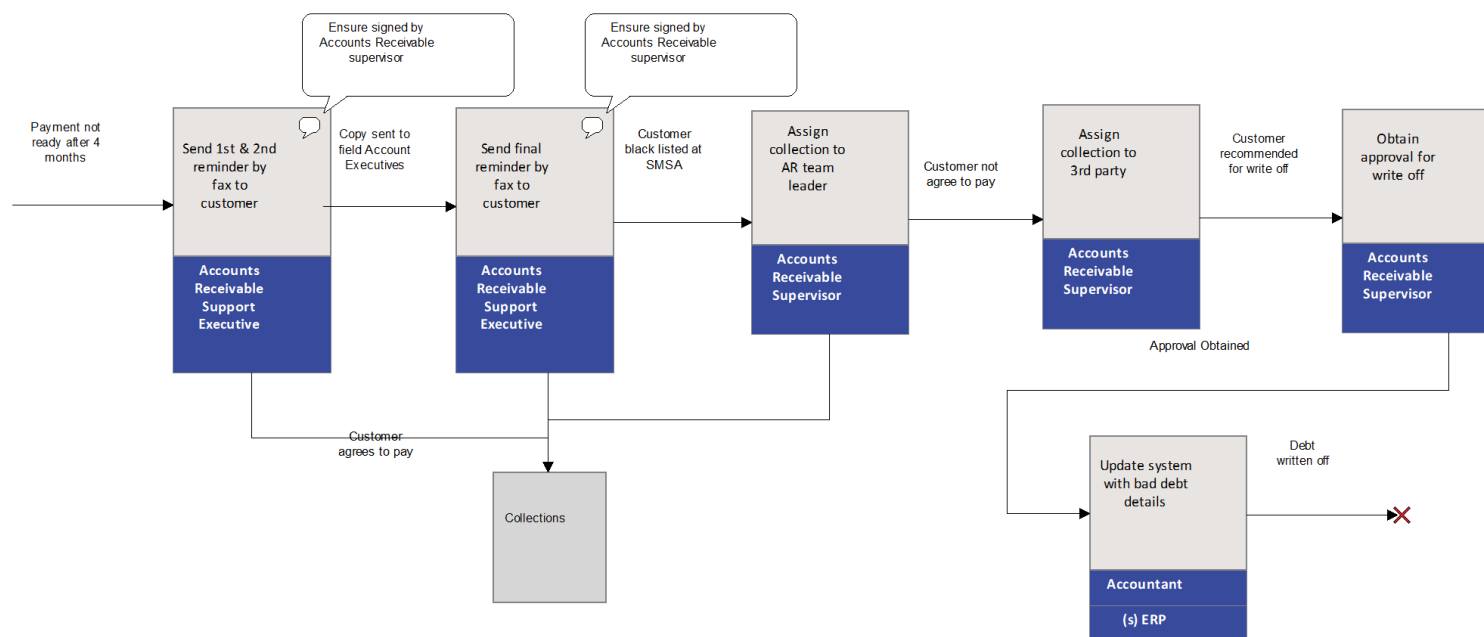 Ensure signed by
Accounts Receivable
supervisor
Ensure signed by
Accounts Receivable
supervisor
Payment not
ready after 4
months
Send 1st & 2nd
reminder by
fax to
customer
Accounts
Receivable
Support
Executive
Copy sent to
field Account
Executives
Send final
reminder by
fax to
customer
Accounts
Receivable
Support
Executive
Customer
black listed at
SMSA
Assign
collection to
AR team
leader
Accounts
Receivable
Supervisor
Customer not
agree to pay
Assign
collection to
3rd party
Accounts
Receivable
Supervisor
Customer
recommended
for write off
Obtain
approval for
write off
Accounts
Receivable
Supervisor
Approval Obtained
Customer
agrees to pay
Collections
Update system
with bad debt
details
Accountant
(s) ERP
Debt
written off